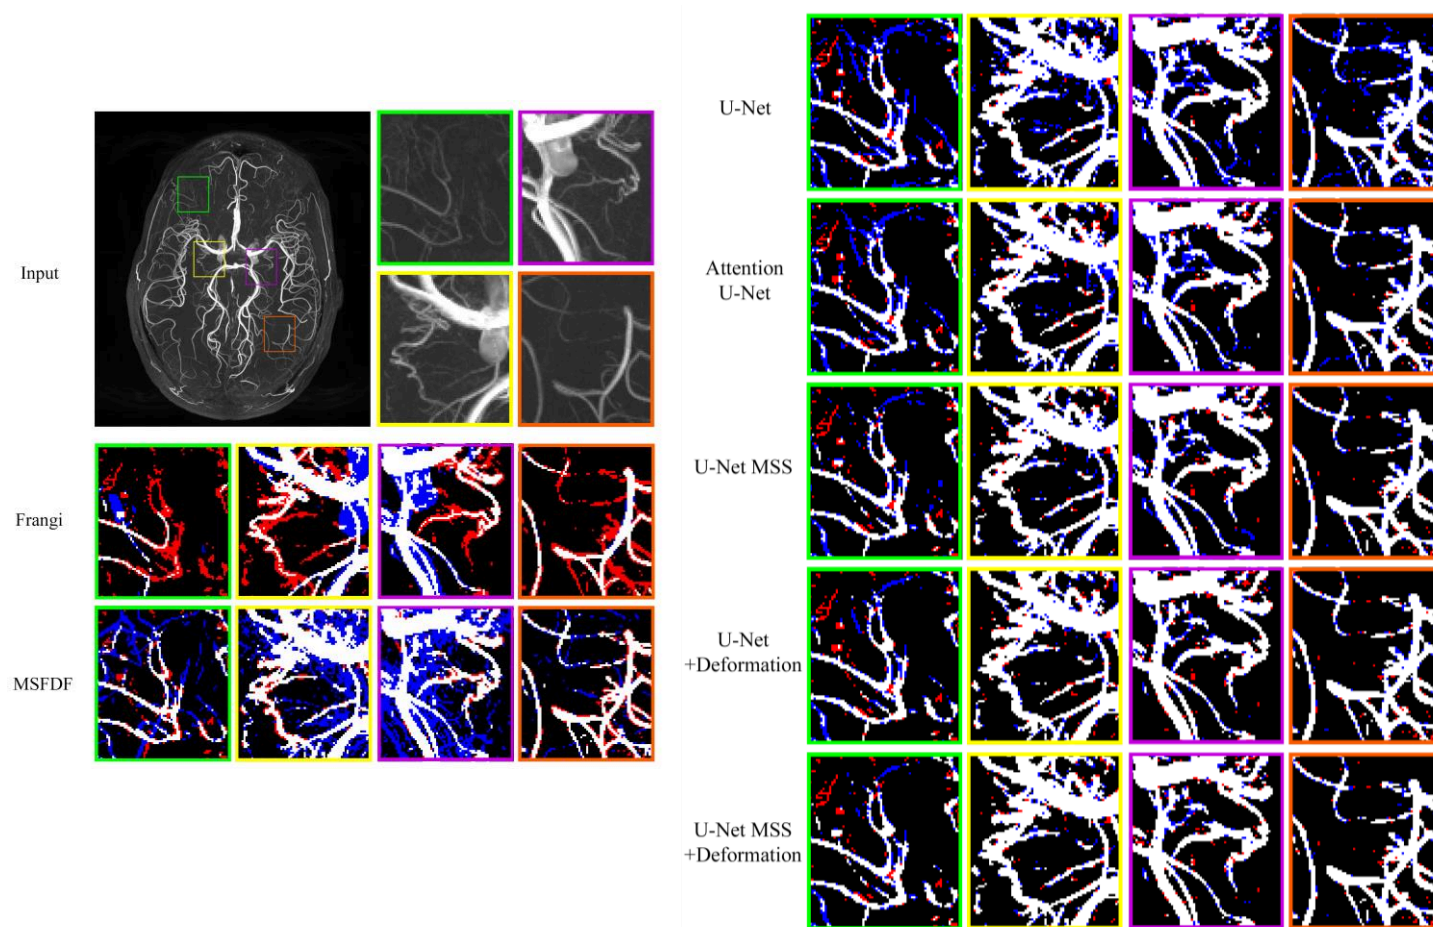 Input
Frangi
MSFDF
U-Net
Attention
U-Net
U-Net MSS
U-Net
+Deformation
U-Net MSS
+Deformation